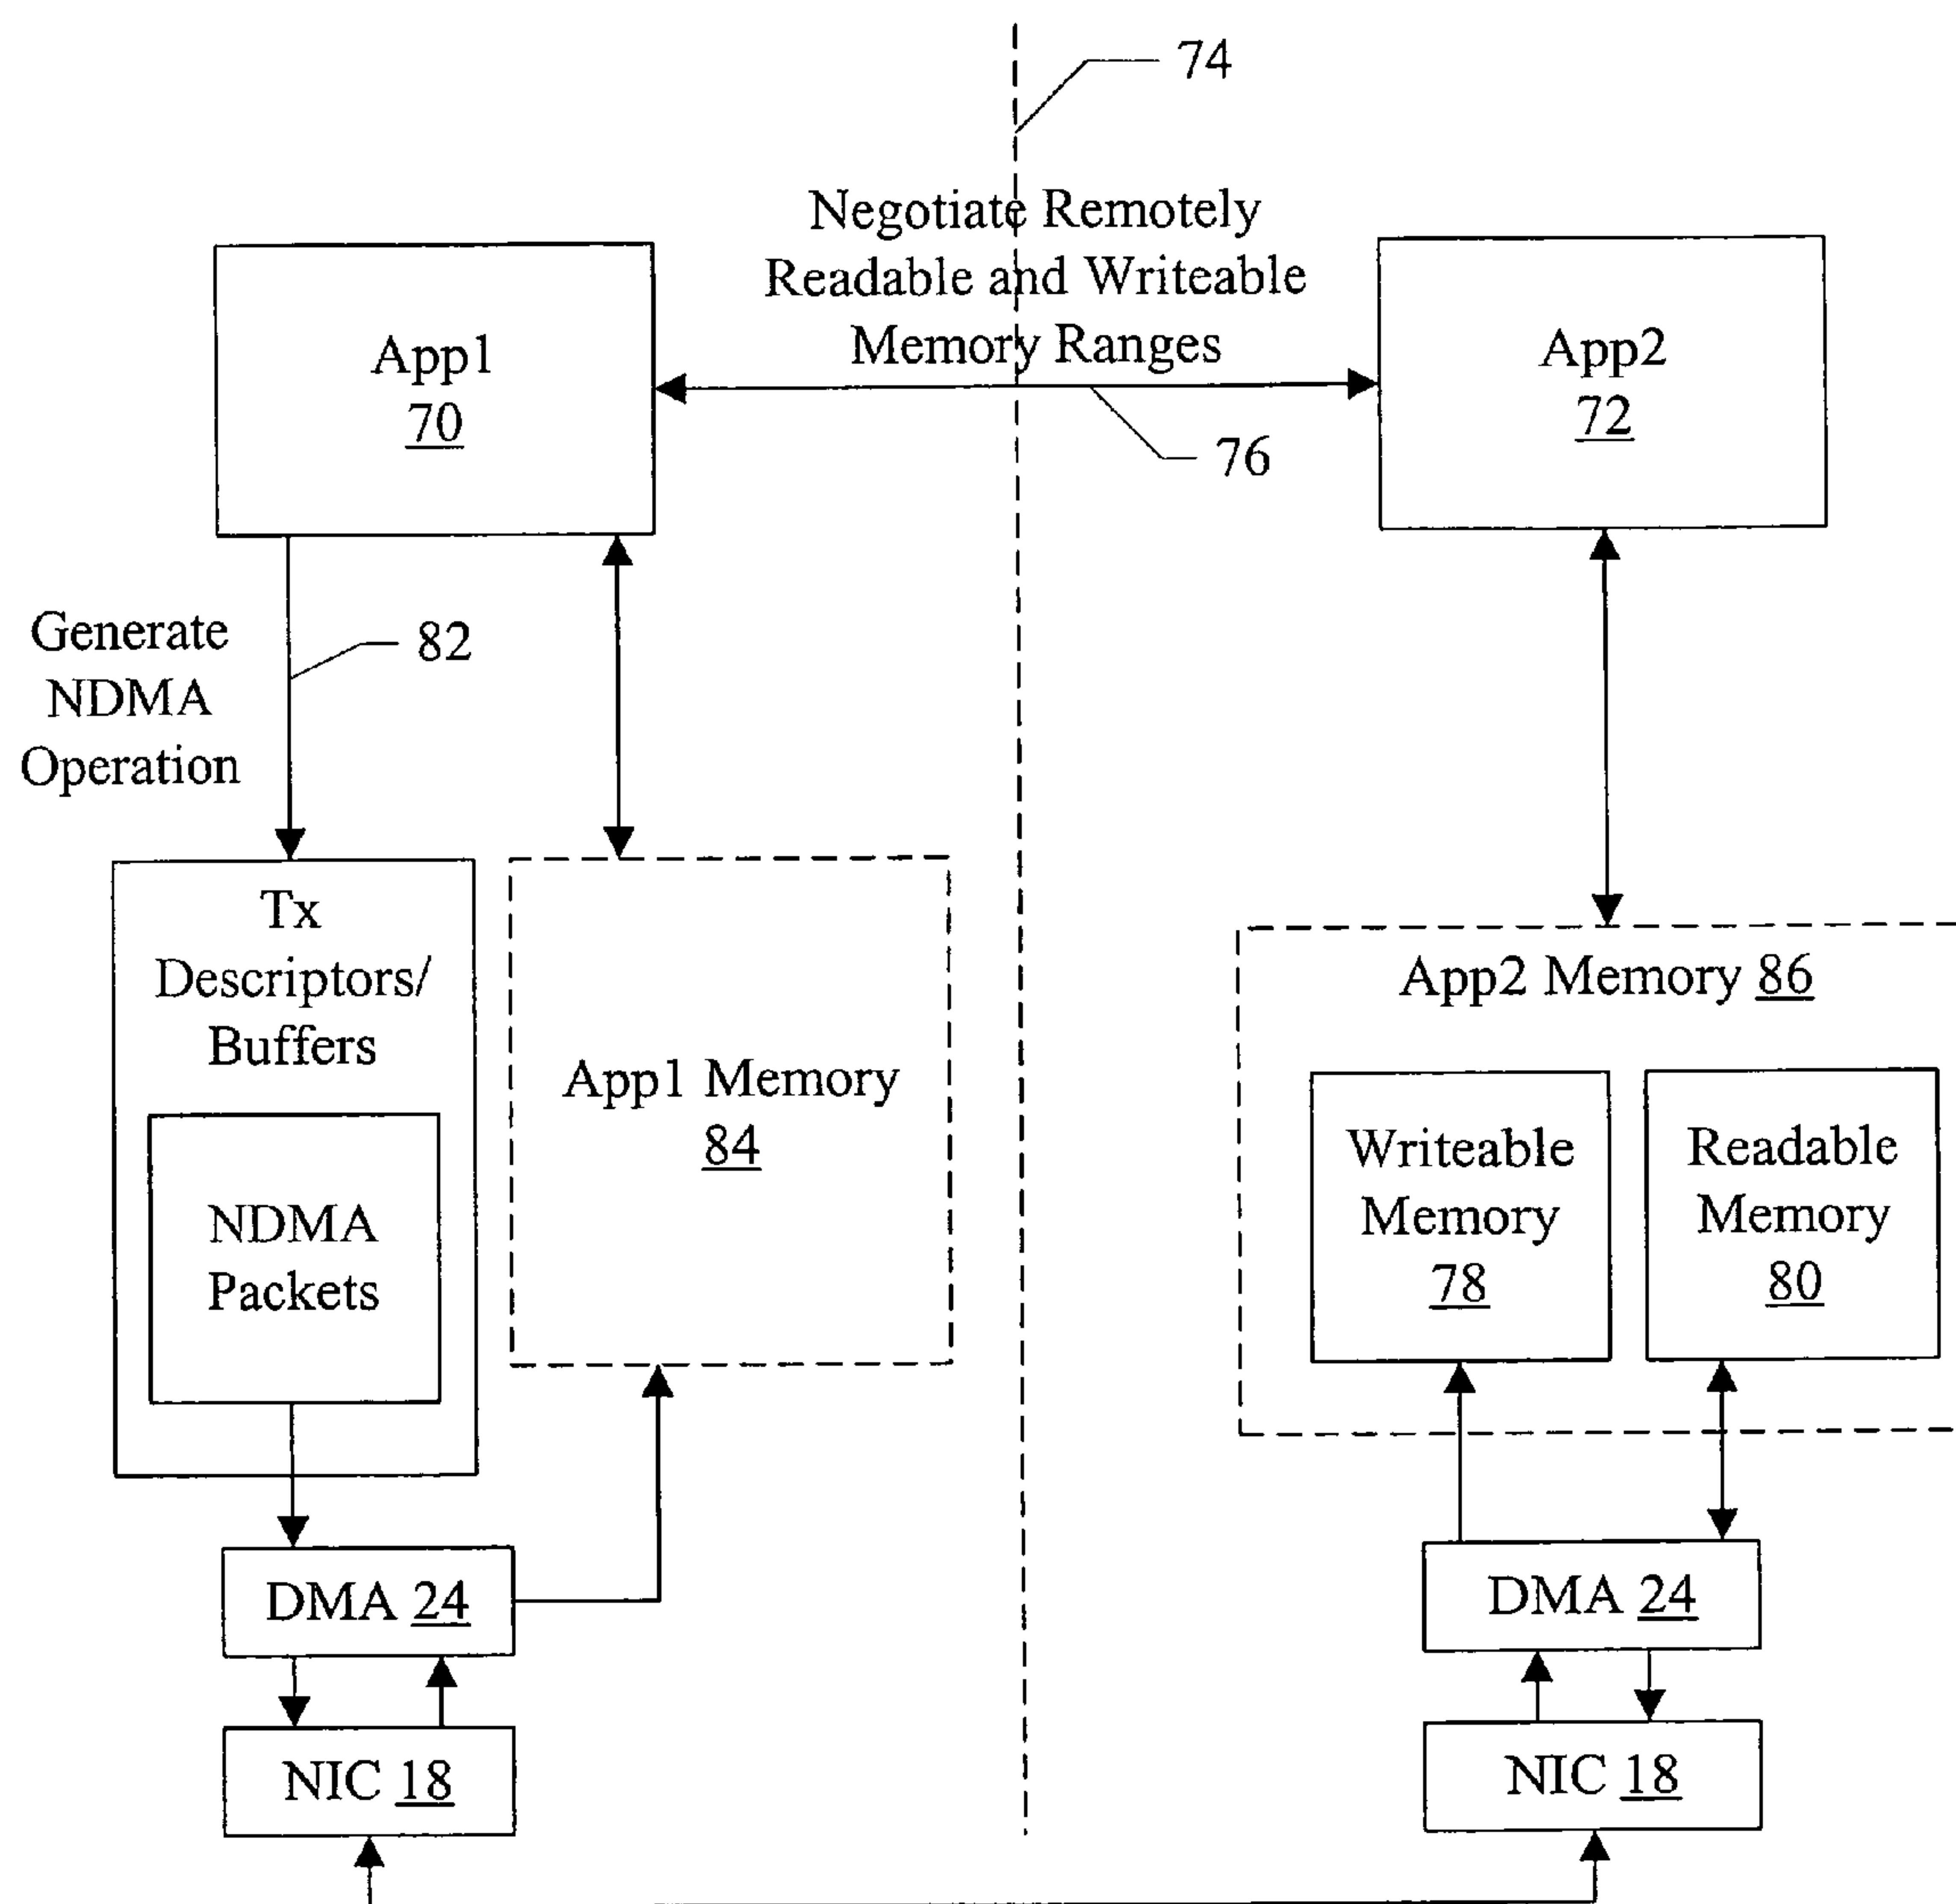 74
Negotiate Remotely
Readable and Writeable
Memory Ranges
App1
70
App2
72
76
Generate
NDMA
Operation
82
Tx
Descriptors/
Buffers
NDMA
Packets
App1 Memory
84
App2 Memory 86
Writeable
Memory
78
Readable
Memory
80
DMA 24
DMA 24
NIC 18
NIC 18